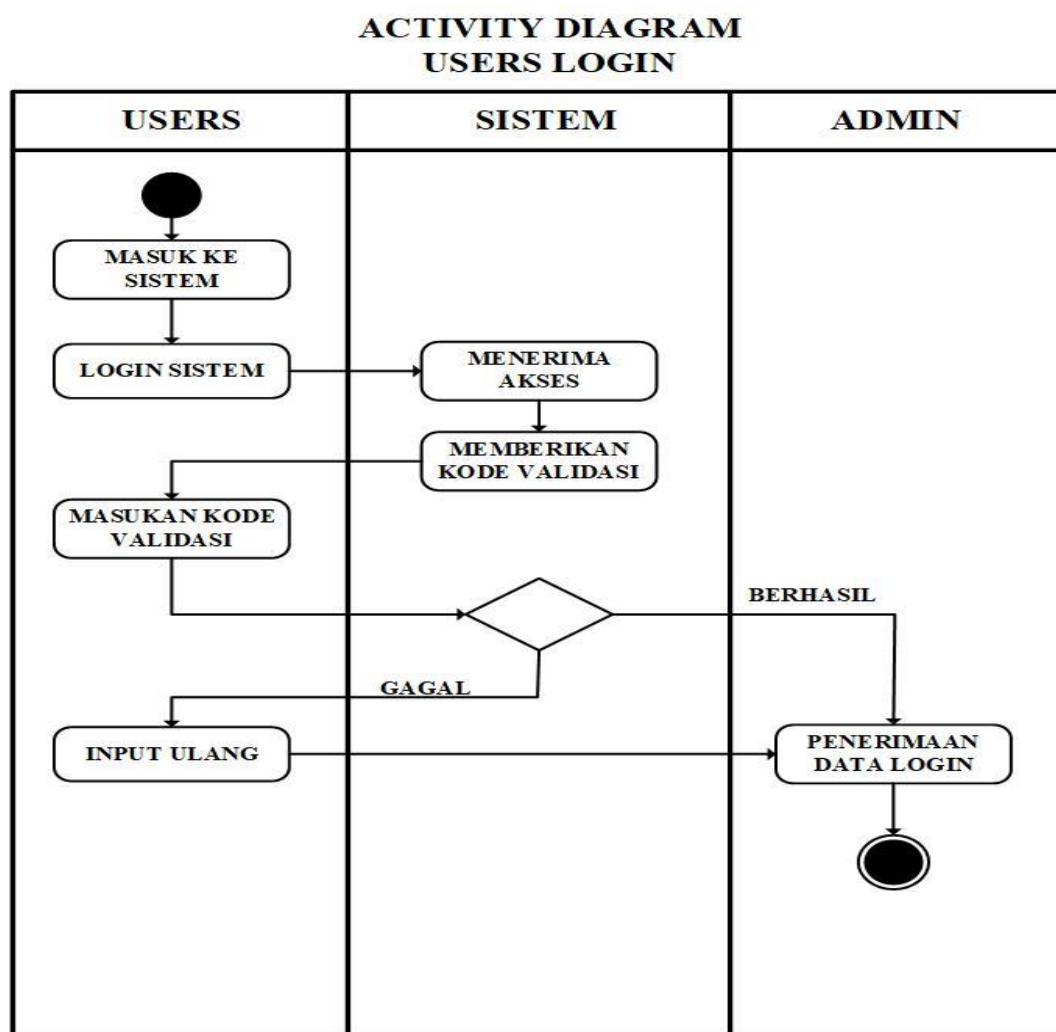 ACTIVITY DIAGRAM
USERS LOGIN
USERS
SISTEM
ADMIN
MASUK KE
SISTEM
LOGIN SISTEM
MENERIMA
AKSES
MEMBERIKAN
KODE VALIDASI
MASUKAN KODE
VALIDASI
BERHASIL
GAGAL
INPUT ULANG
PENERIMAAN
DATA LOGIN